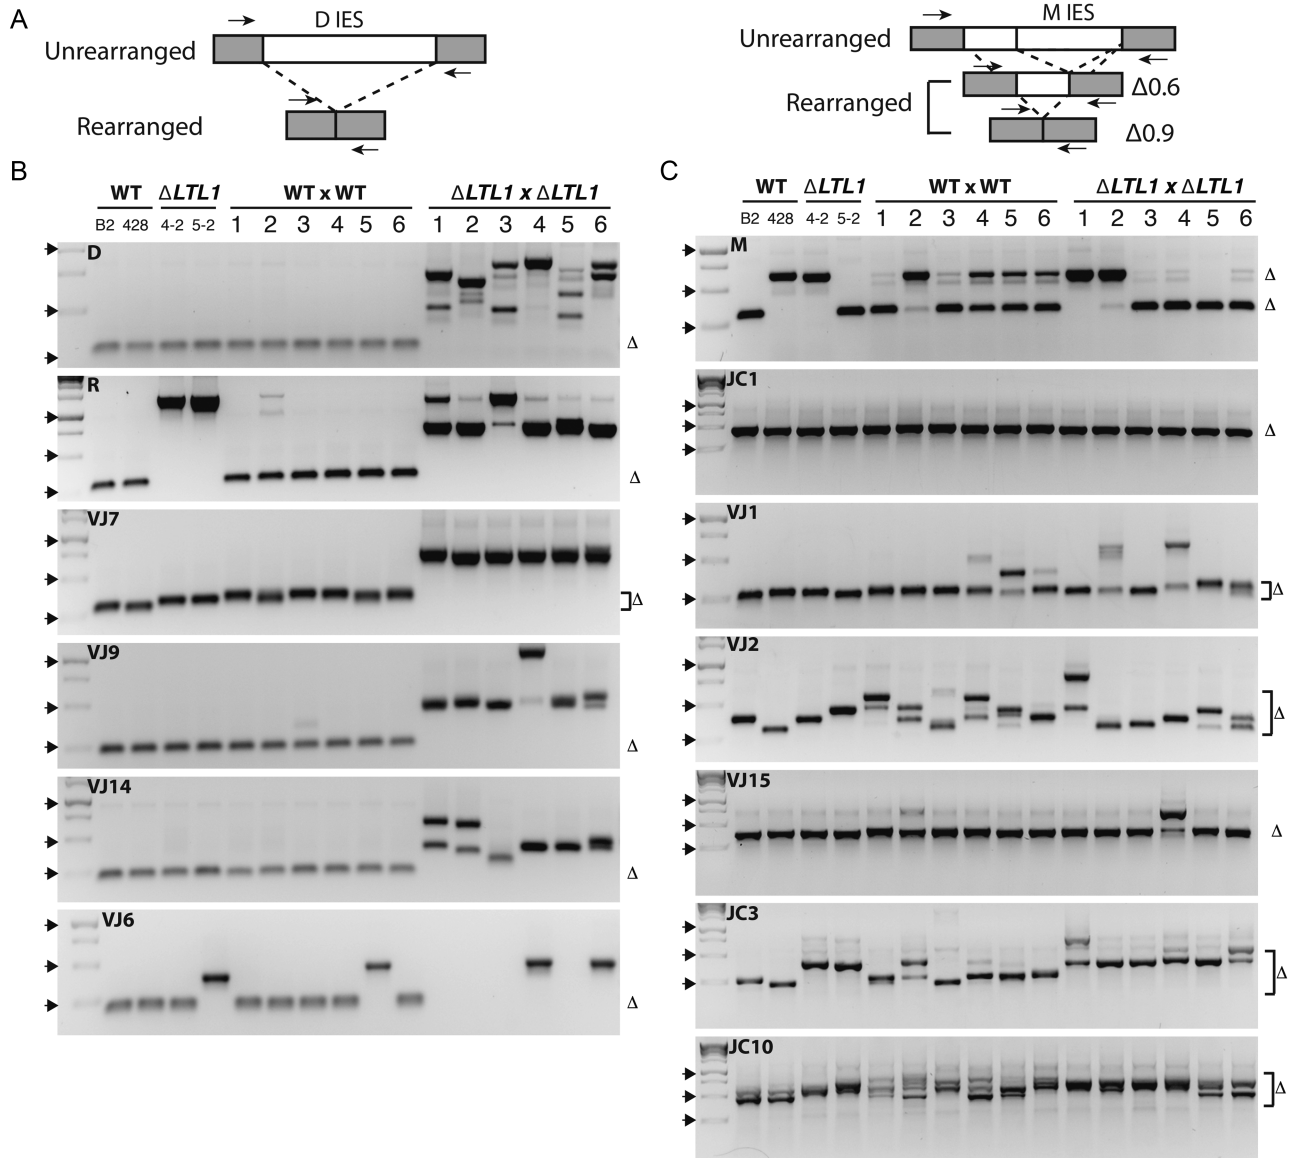 A
D IES
Unrearranged
Rearranged
M IES
Unrearranged
Δ0.6
Rearranged
Δ0.9
B
WT ΔLTL1 WT x WT ΔLTL1 x ΔLTL1
B2 428 4-2 5-2 1 2 3 4 5 6 1 2 3 4 5 6
D
Δ
R
Δ
VJ7
Δ
VJ9
Δ
VJ14
Δ
VJ6
Δ
C
WT ΔLTL1 WT x WT ΔLTL1 x ΔLTL1
B2 428 4-2 5-2 1 2 3 4 5 6 1 2 3 4 5 6
M
Δ
Δ
JC1
Δ
VJ1
Δ
VJ2
Δ
VJ15
Δ
JC3
Δ
JC10
Δ